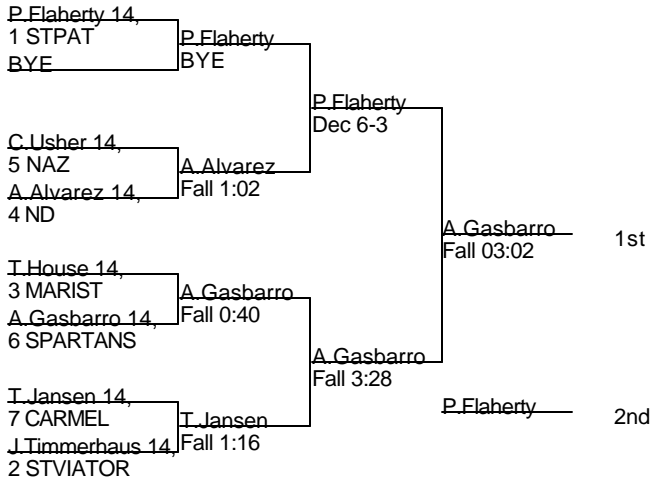 P.Flaherty 14,
1 STPAT
BYE
P.Flaherty
BYE
C.Usher 14,
5 NAZ
A.Alvarez 14,
4 ND
A.Alvarez
Fall 1:02
P.Flaherty
Dec 6-3
T.House 14,
3 MARIST
A.Gasbarro 14,
6 SPARTANS
A.Gasbarro
Fall 0:40
T.Jansen 14,
7 CARMEL
J.Timmerhaus 14,
2 STVIATOR
T.Jansen
Fall 1:16
A.Gasbarro
Fall 3:28
A.Gasbarro
Fall 03:02
1st
P.Flaherty
2nd